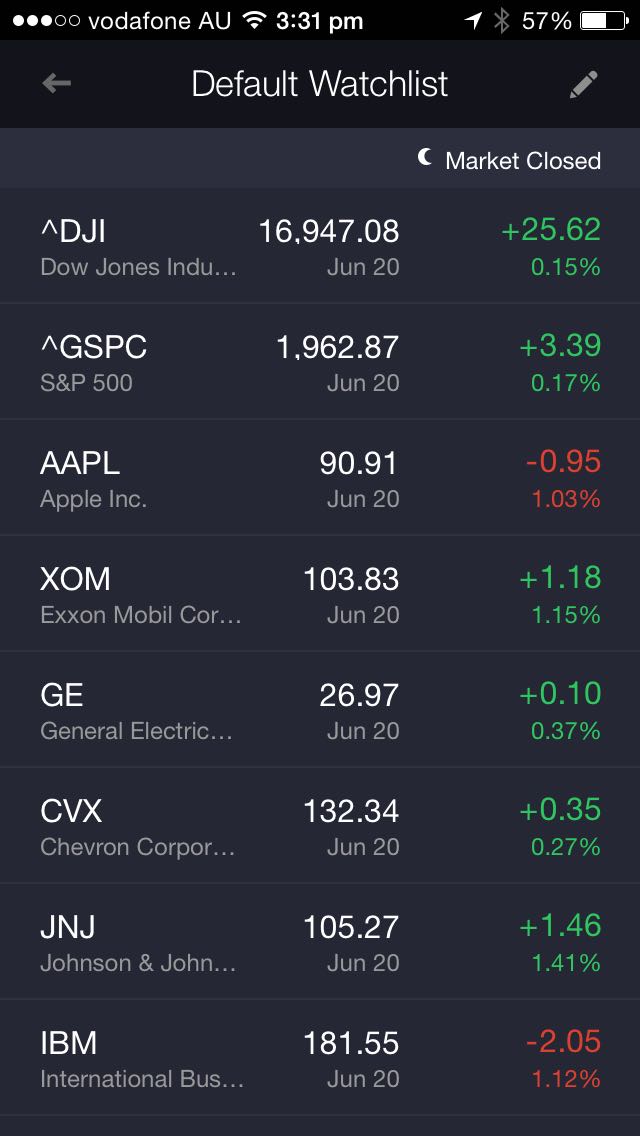 vodafone AU 3:31 pm 57%
Default Watchlist
Market Closed
^DJI 16,947.08 +25.62
Dow Jones Indu... Jun 20 0.15%
^GSPC 1,962.87 +3.39
S&P 500 Jun 20 0.17%
AAPL 90.91 -0.95
Apple Inc. Jun 20 1.03%
XOM 103.83 +1.18
Exxon Mobil Cor... Jun 20 1.15%
GE 26.97 +0.10
General Electric... Jun 20 0.37%
CVX 132.34 +0.35
Chevron Corpor... Jun 20 0.27%
JNJ 105.27 +1.46
Johnson & John... Jun 20 1.41%
IBM 181.55 -2.05
International Bus... Jun 20 1.12%